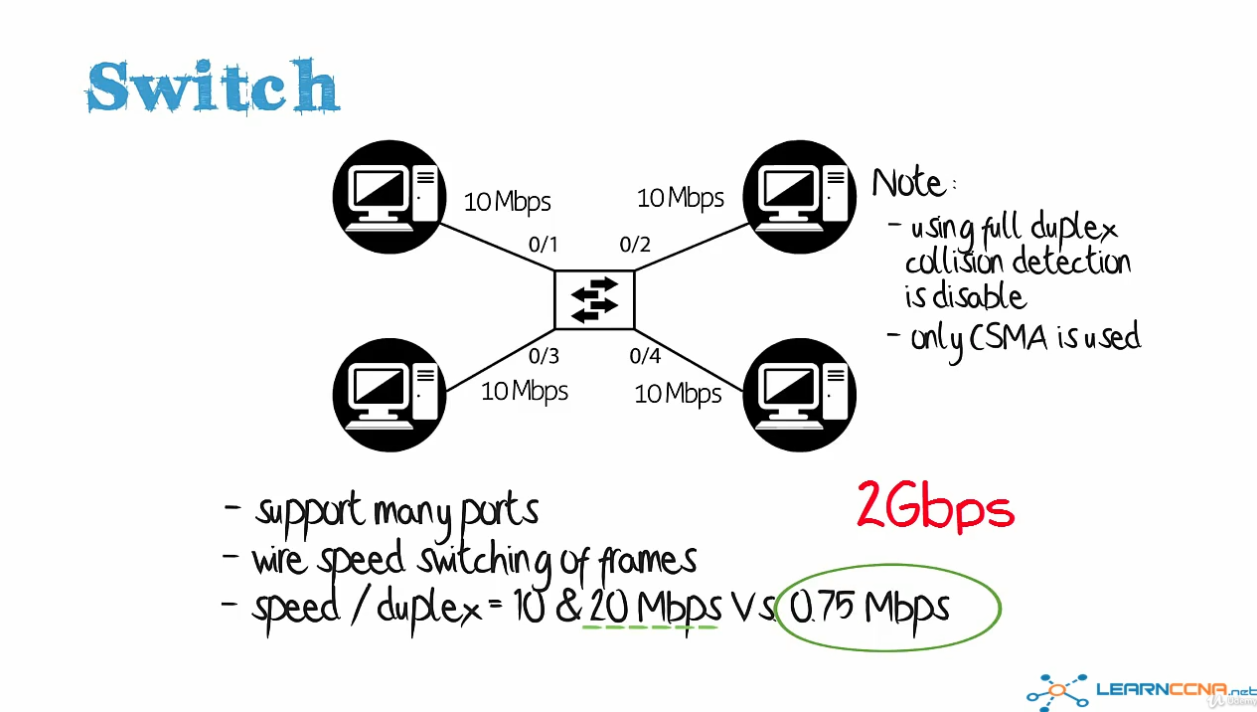 Switch
10 Mbps
10 Mbps
0/1
0/2
0/3
0/4
10 Mbps
10 Mbps
Note:
- using full duplex
collision detection
is disable
- only CSMA is used
- support many ports
- wire speed switching of frames
- speed / duplex = 10 & 20 Mbps Vs. 0.75 Mbps
2Gbps
LEARNCCNA.net
Udemy